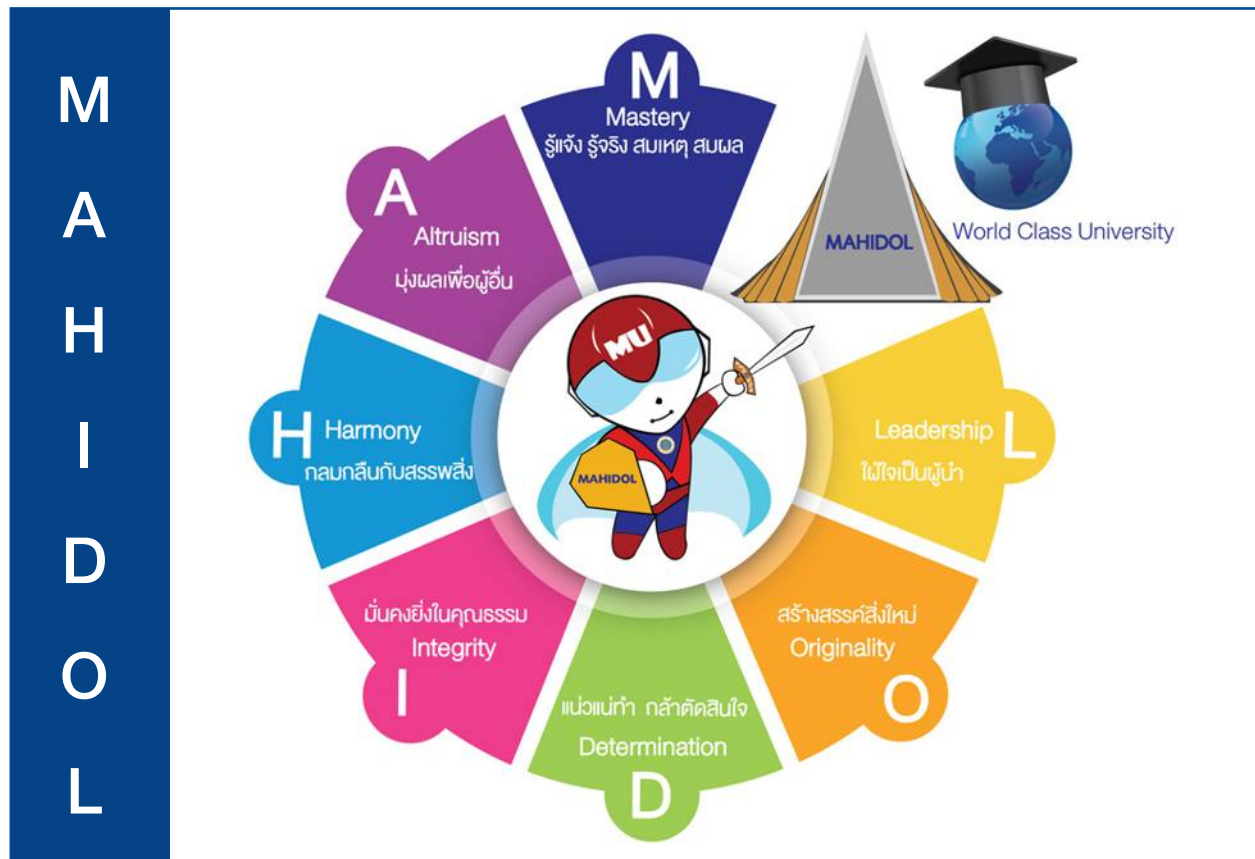 M
A
H
I
D
O
L
M
Mastery
รู้แจ้ง รู้จริง สมเหตุ สมผล
A
Altruism
มุ่งผลเพื่อผู้อื่น
H
Harmony
กลมกลืนกับสรรพสิ่ง
มั่นคงยิ่งในคุณธรรม
Integrity
I
แน่วแน่ทำ กล้าตัดสินใจ
Determination
D
สร้างสรรค์สิ่งใหม่
Originality
O
Leadership
L
ใฝ่ใจเป็นผู้นำ
MAHIDOL
World Class University
MU
MAHIDOL